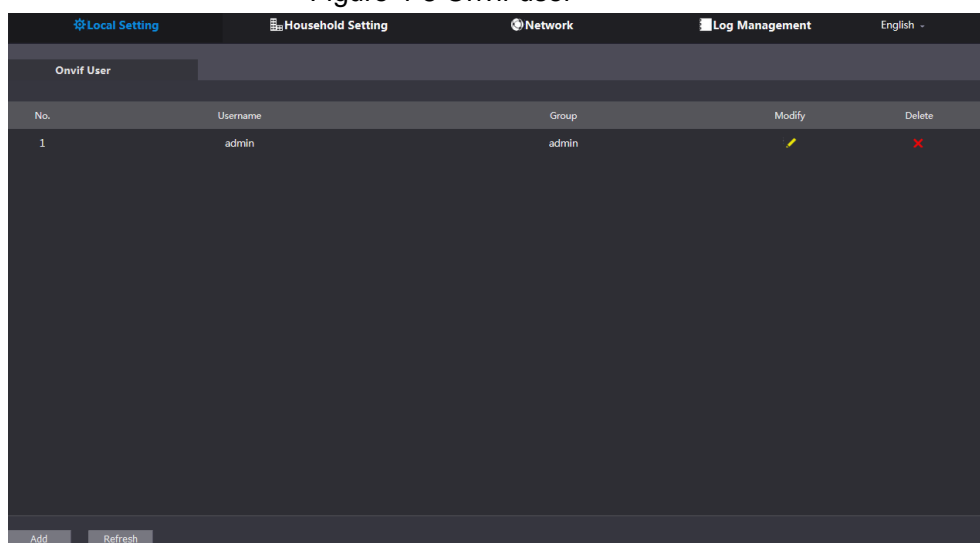 Local Setting Household Setting Network Log Management English
Onvif User
No. Username Group Modify Delete
1 admin admin
Add Refresh